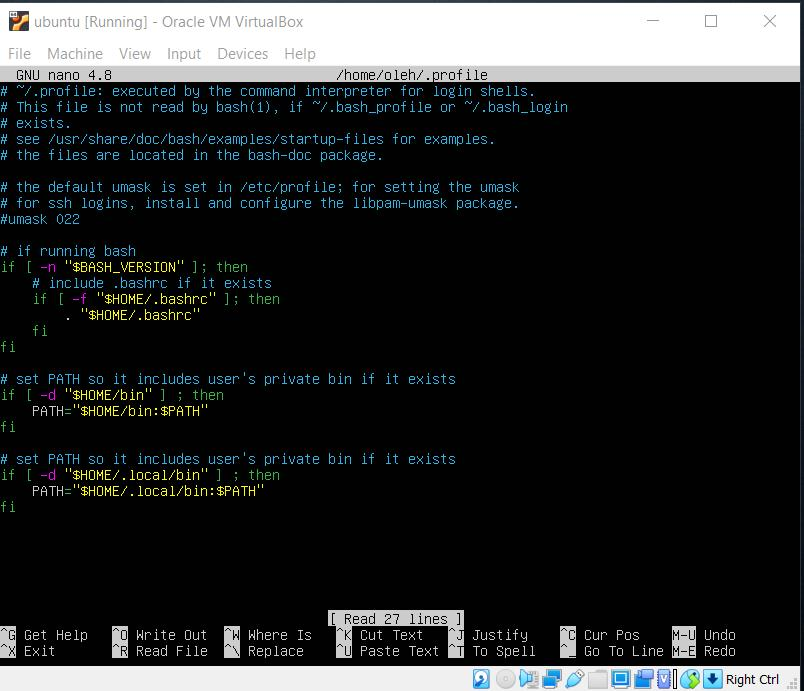 ubuntu [Running] - Oracle VM VirtualBox
File Machine View Input Devices Help
GNU nano 4.8 /home/oleh/.profile
# ~/.profile: executed by the command interpreter for login shells.
# This file is not read by bash(1), if ~/.bash_profile or ~/.bash_login
# exists.
# see /usr/share/doc/bash/examples/startup-files for examples.
# the files are located in the bash-doc package.
# the default umask is set in /etc/profile; for setting the umask
# for ssh logins, install and configure the libpam-umask package.
#umask 022
# if running bash
if [ -n "$BASH_VERSION" ]; then
    # include .bashrc if it exists
    if [ -f "$HOME/.bashrc" ]; then
        . "$HOME/.bashrc"
    fi
fi
# set PATH so it includes user's private bin if it exists
if [ -d "$HOME/bin" ] ; then
    PATH="$HOME/bin:$PATH"
fi
# set PATH so it includes user's private bin if it exists
if [ -d "$HOME/.local/bin" ] ; then
    PATH="$HOME/.local/bin:$PATH"
fi
[ Read 27 lines ]
^G Get Help ^O Write Out ^W Where Is ^K Cut Text ^J Justify ^C Cur Pos M-U Undo
^X Exit ^R Read File ^\ Replace ^U Paste Text ^T To Spell ^_ Go To Line M-E Redo
Right Ctrl